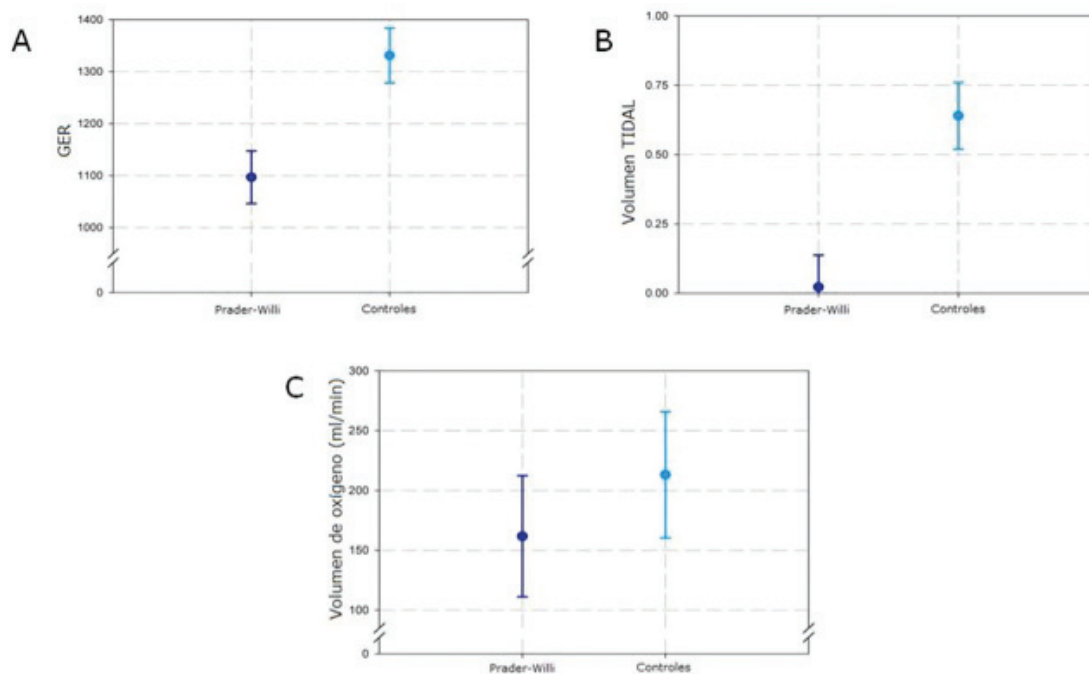 A
GER
1400
1300
1200
1100
1000
0
Prader-Willi
Controles
B
Volumen TIDAL
1.00
0.75
0.50
0.25
0.00
Prader-Willi
Controles
C
Volumen de oxígeno (ml/min)
300
250
200
150
100
0
Prader-Willi
Controles